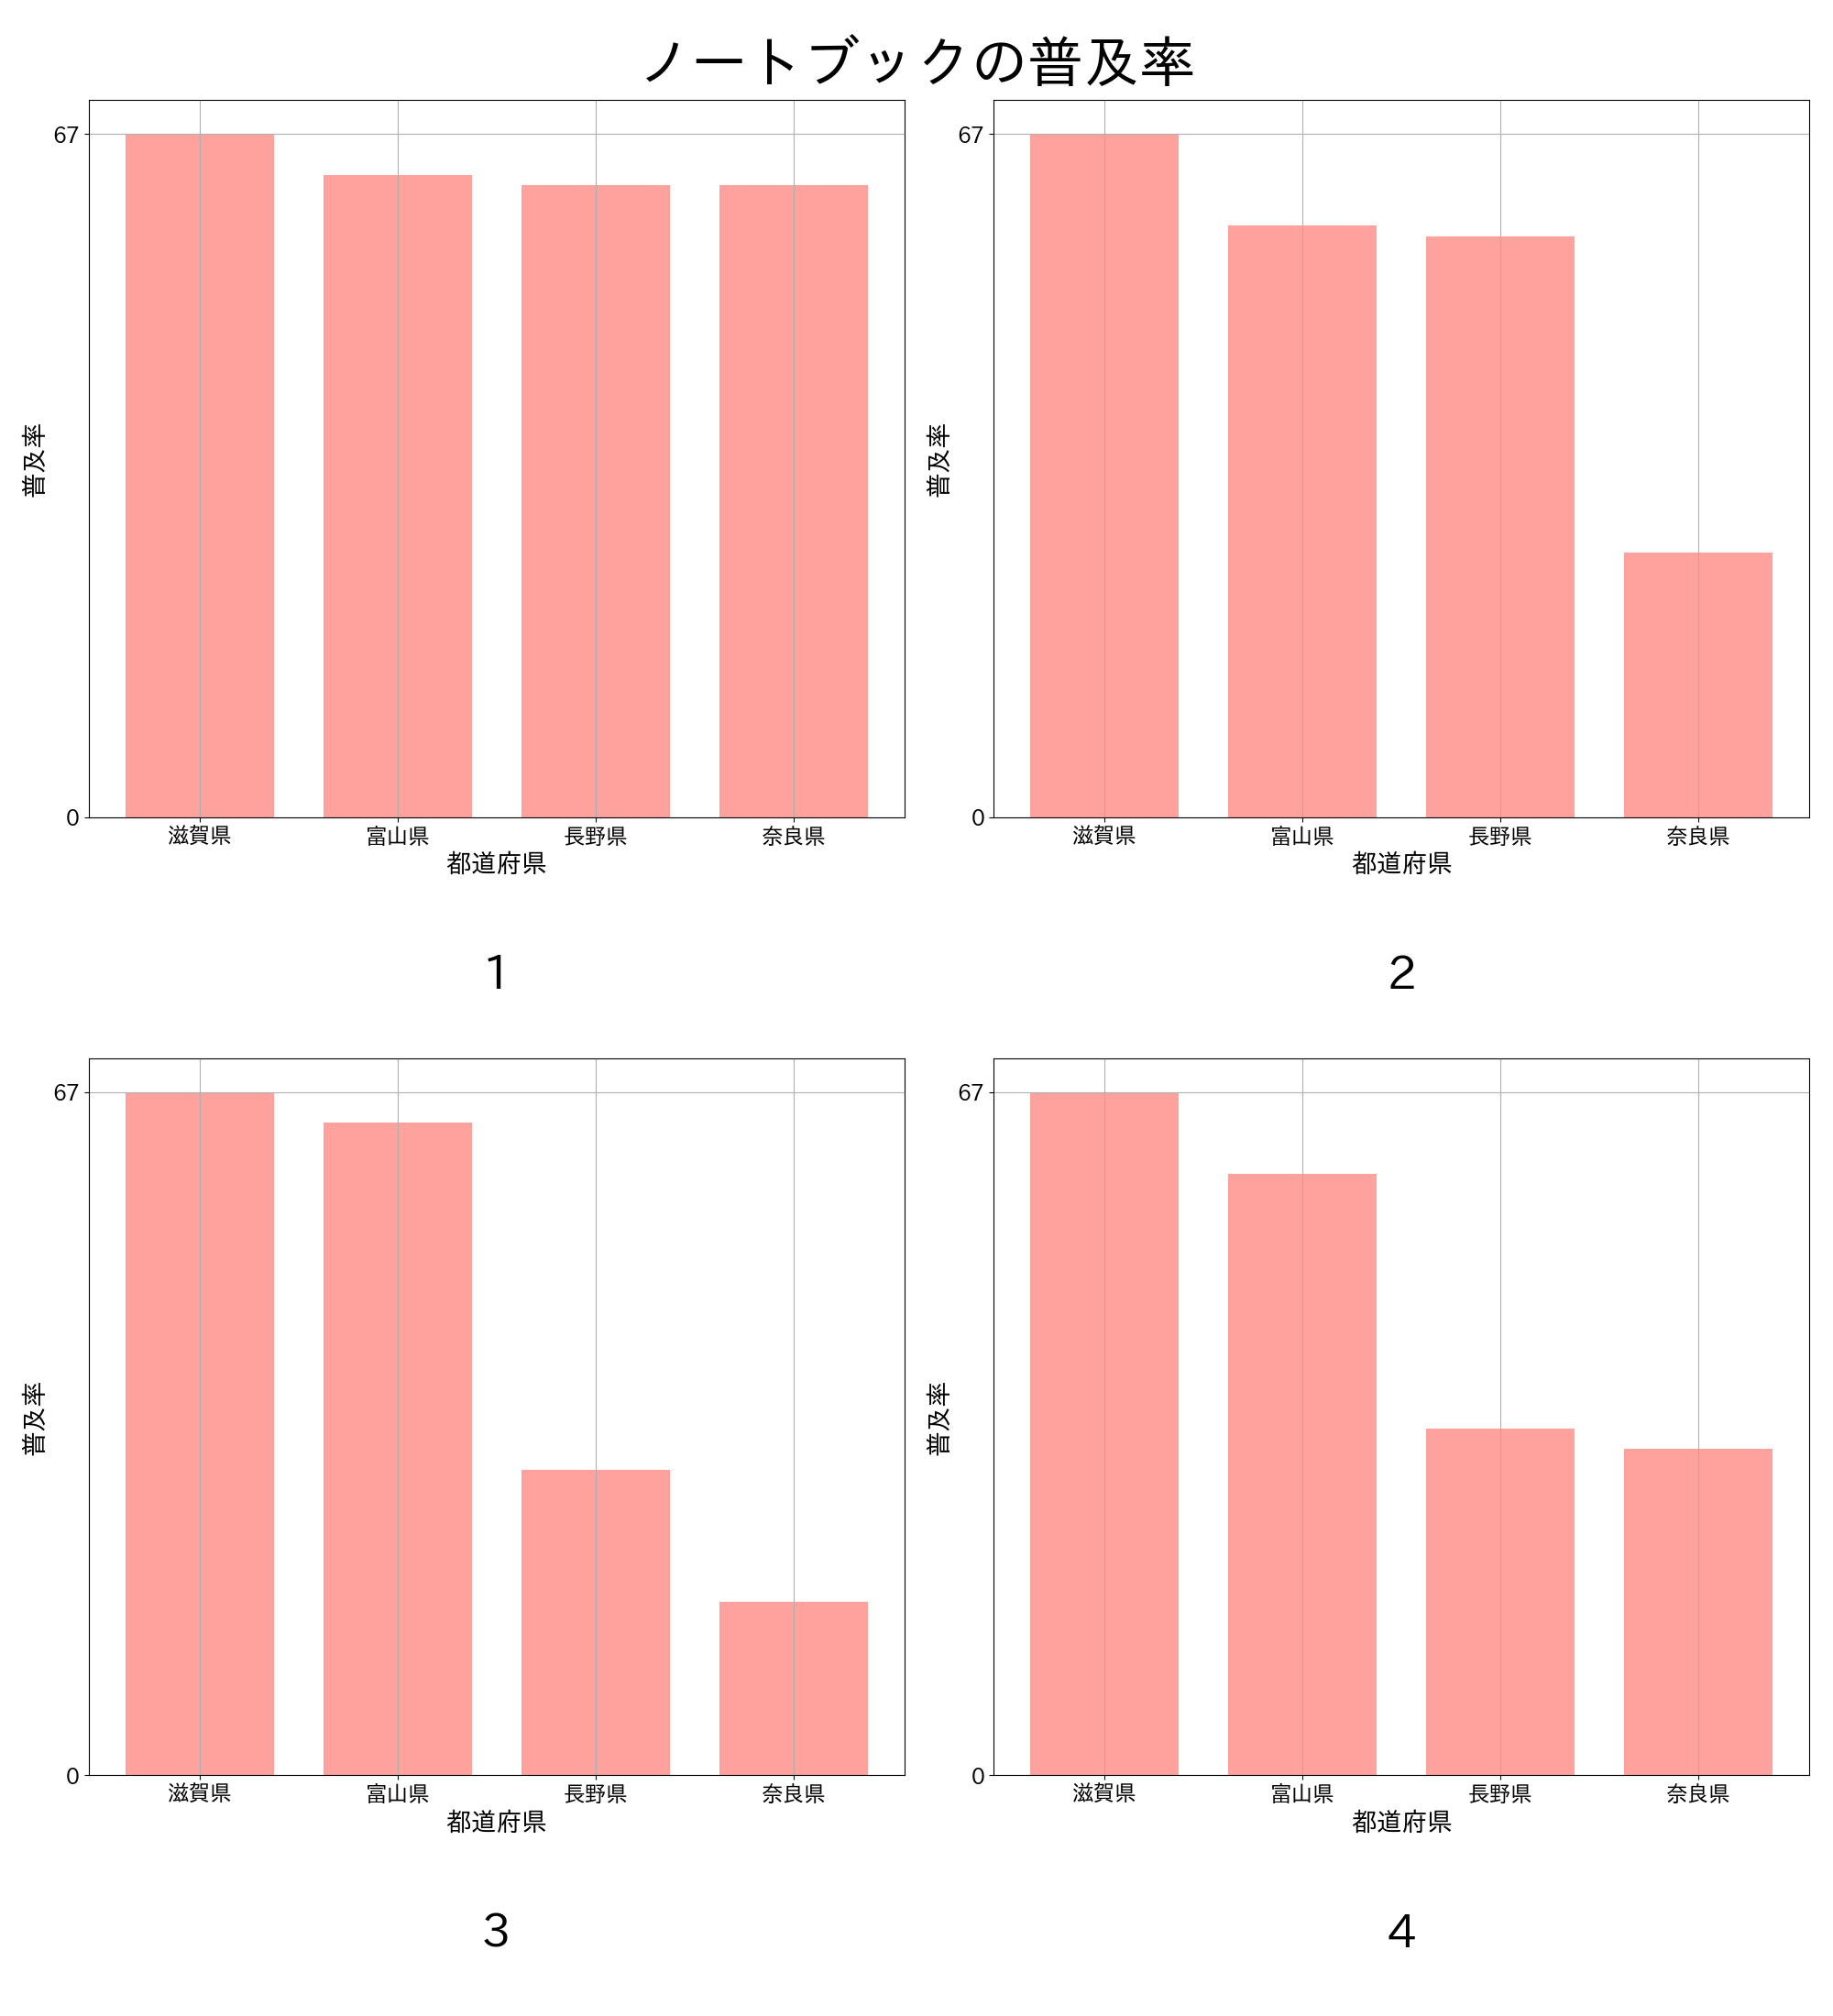 ノートブックの普及率
67
0
普及率
滋賀県 富山県 長野県 奈良県
都道府県
1
67
0
普及率
滋賀県 富山県 長野県 奈良県
都道府県
2
67
0
普及率
滋賀県 富山県 長野県 奈良県
都道府県
3
67
0
普及率
滋賀県 富山県 長野県 奈良県
都道府県
4